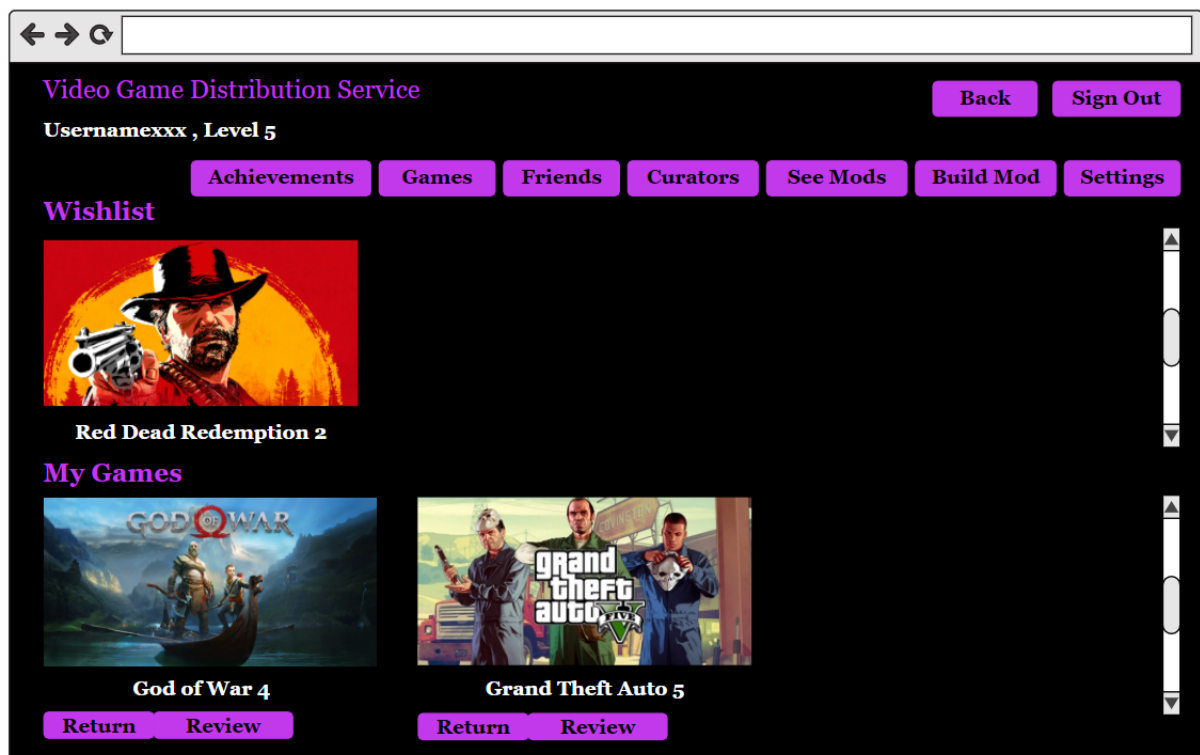 Video Game Distribution Service
Back Sign Out
Usernamexxx , Level 5
Achievements Games Friends Curators See Mods Build Mod Settings
Wishlist
Red Dead Redemption 2
My Games
GOD OF WAR
COVINGTON
grand
theft
auto
FIVE
V
God of War 4 Grand Theft Auto 5
Return Review Return Review